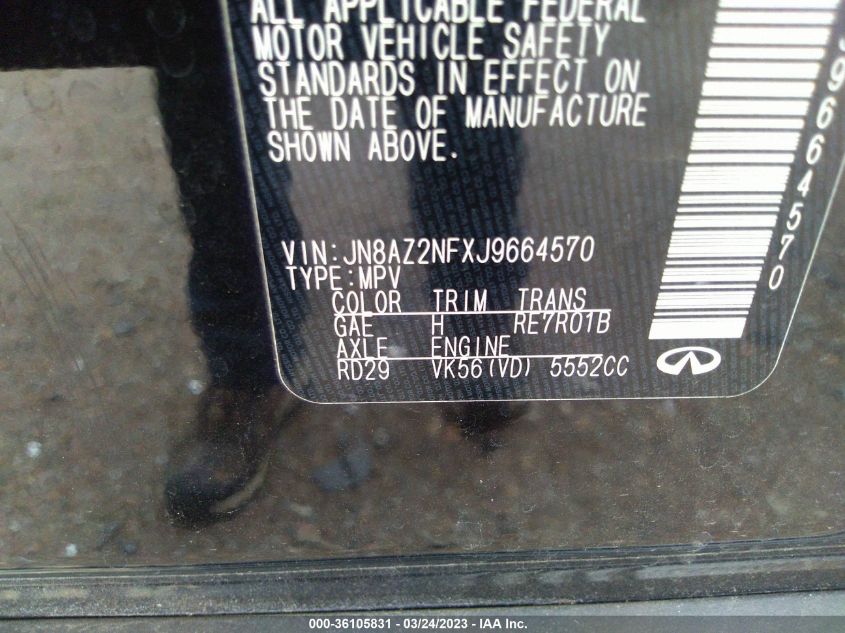 ALL APPLICABLE FEDERAL
MOTOR VEHICLE SAFETY
STANDARDS IN EFFECT ON
THE DATE OF MANUFACTURE
SHOWN ABOVE.
VIN:JN8AZ2NFXJ9664570
TYPE:MPV
COLOR TRIM TRANS
GAE H RE7R01B
AXLE ENGINE
RD29 VK56(VD) 5552CC
J9664570
000-36105831 / 03/24/2023 - © IAA, Inc.